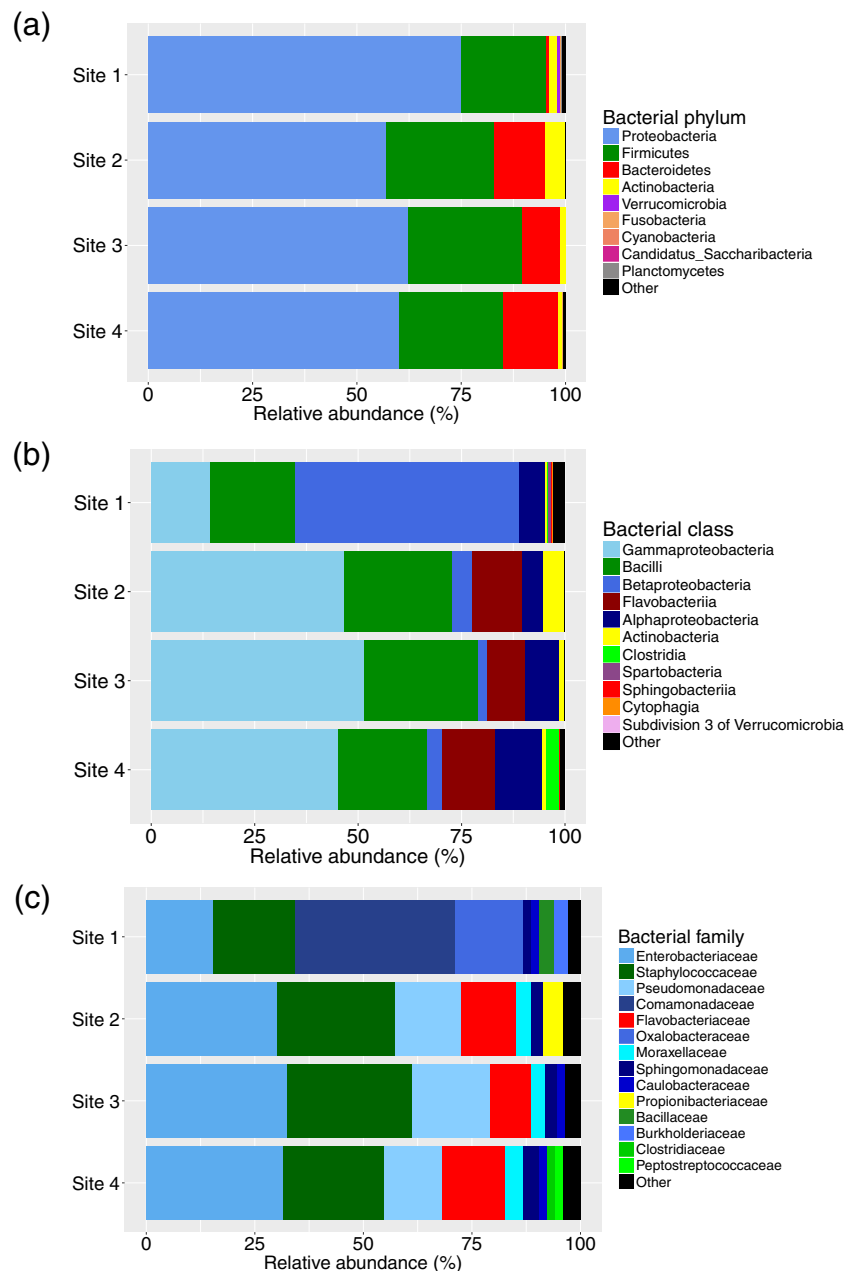 (a)
Site 1
Site 2
Site 3
Site 4
0 25 50 75 100
Relative abundance (%)
Bacterial phylum
Proteobacteria
Firmicutes
Bacteroidetes
Actinobacteria
Verrucomicrobia
Fusobacteria
Cyanobacteria
Candidatus_Saccharibacteria
Planctomycetes
Other
(b)
Site 1
Site 2
Site 3
Site 4
0 25 50 75 100
Relative abundance (%)
Bacterial class
Gammaproteobacteria
Bacilli
Betaproteobacteria
Flavobacteriia
Alphaproteobacteria
Actinobacteria
Clostridia
Spartobacteria
Sphingobacteriia
Cytophagia
Subdivision 3 of Verrucomicrobia
Other
(c)
Site 1
Site 2
Site 3
Site 4
0 25 50 75 100
Relative abundance (%)
Bacterial family
Enterobacteriaceae
Staphylococcaceae
Pseudomonadaceae
Comamonadaceae
Flavobacteriaceae
Oxalobacteraceae
Moraxellaceae
Sphingomonadaceae
Caulobacteraceae
Propionibacteriaceae
Bacillaceae
Burkholderiaceae
Clostridiaceae
Peptostreptococcaceae
Other